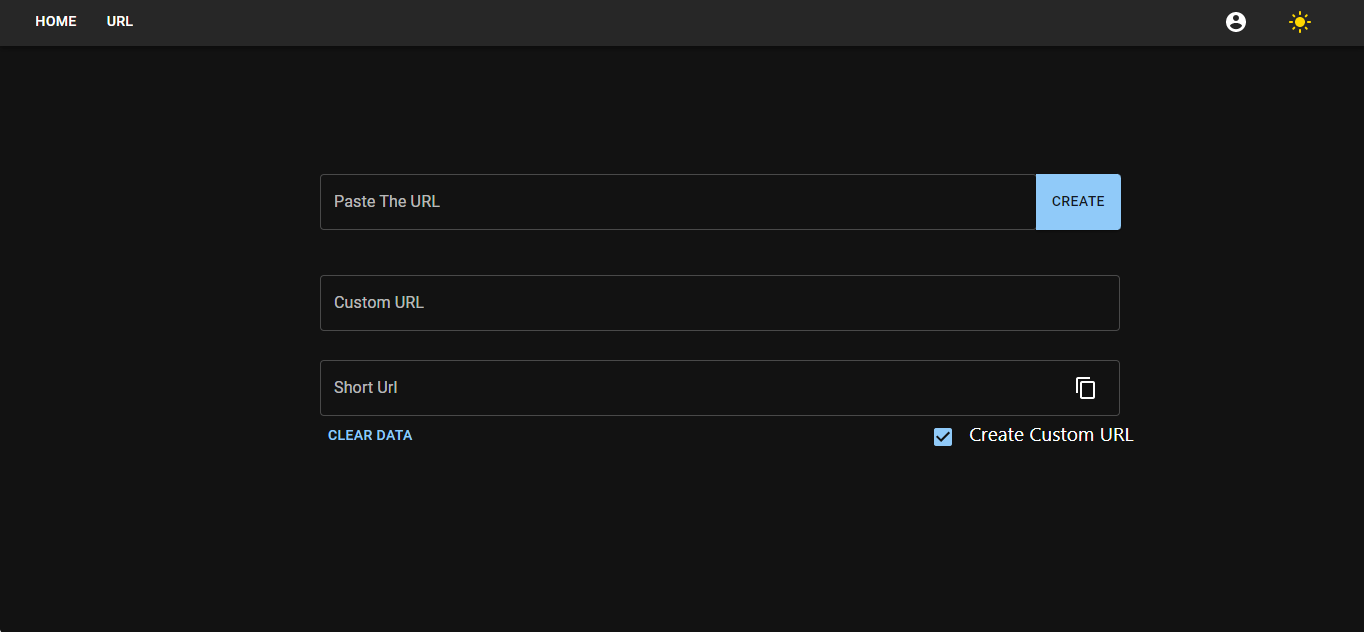 HOME URL
Paste The URL CREATE
Custom URL
Short Url
CLEAR DATA Create Custom URL